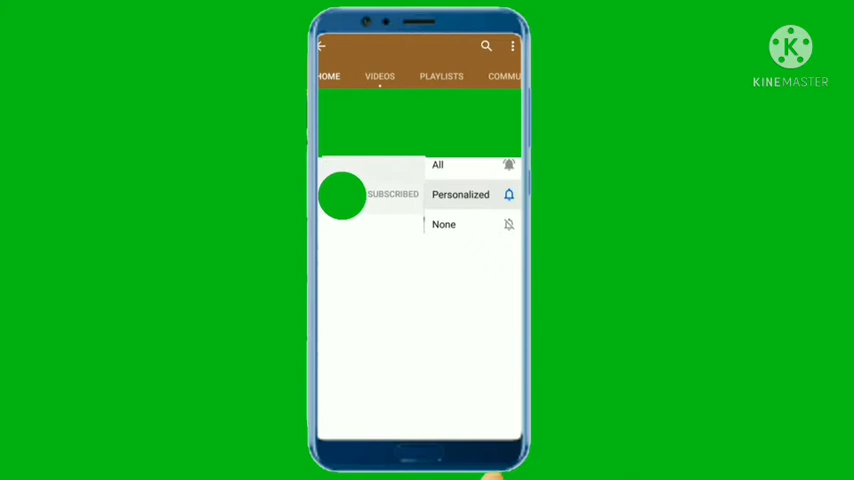 HOME VIDEOS PLAYLISTS COMMU
All
SUBSCRIBED Personalized
None
K
KINEMASTER